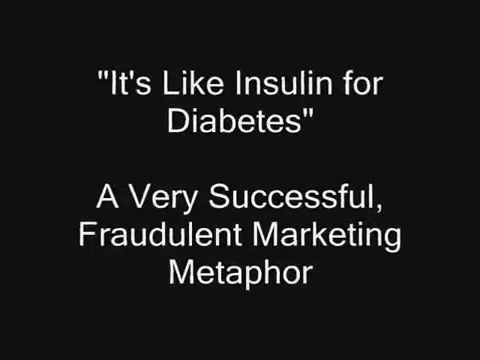 "It's Like Insulin for
Diabetes"
A Very Successful,
Fraudulent Marketing
Metaphor